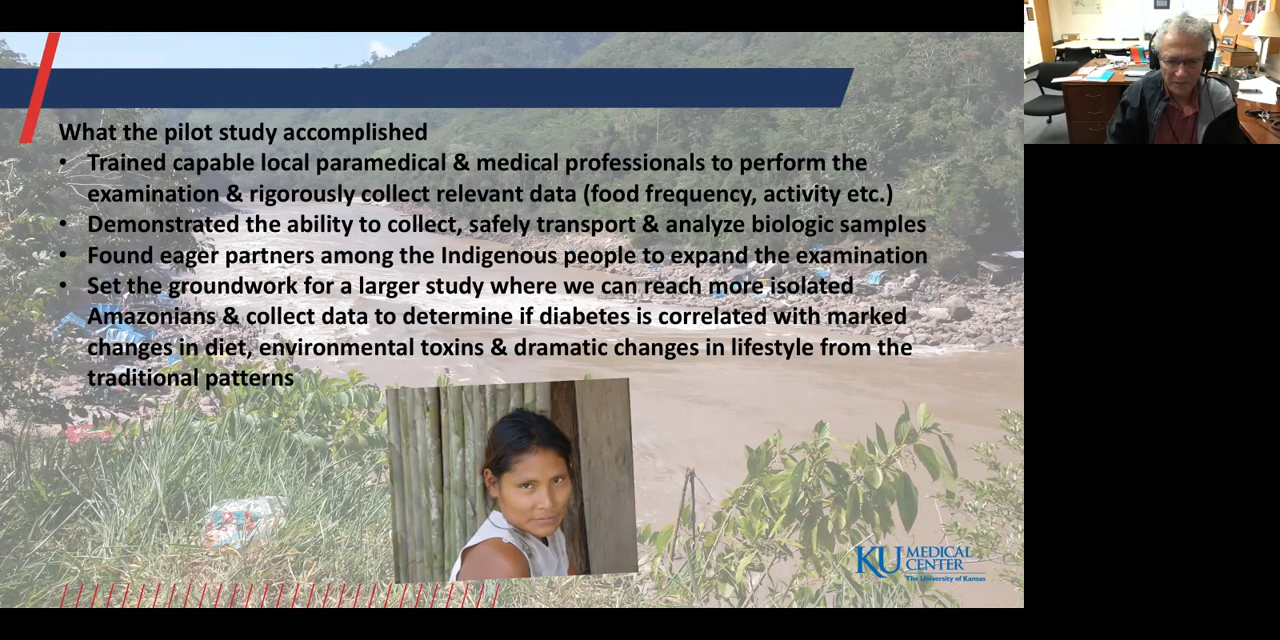 What the pilot study accomplished
• Trained capable local paramedical & medical professionals to perform the
examination & rigorously collect relevant data (food frequency, activity etc.)
• Demonstrated the ability to collect, safely transport & analyze biologic samples
• Found eager partners among the Indigenous people to expand the examination
• Set the groundwork for a larger study where we can reach more isolated
Amazonians & collect data to determine if diabetes is correlated with marked
changes in diet, environmental toxins & dramatic changes in lifestyle from the
traditional patterns
KU MEDICAL
CENTER
The University of Kansas